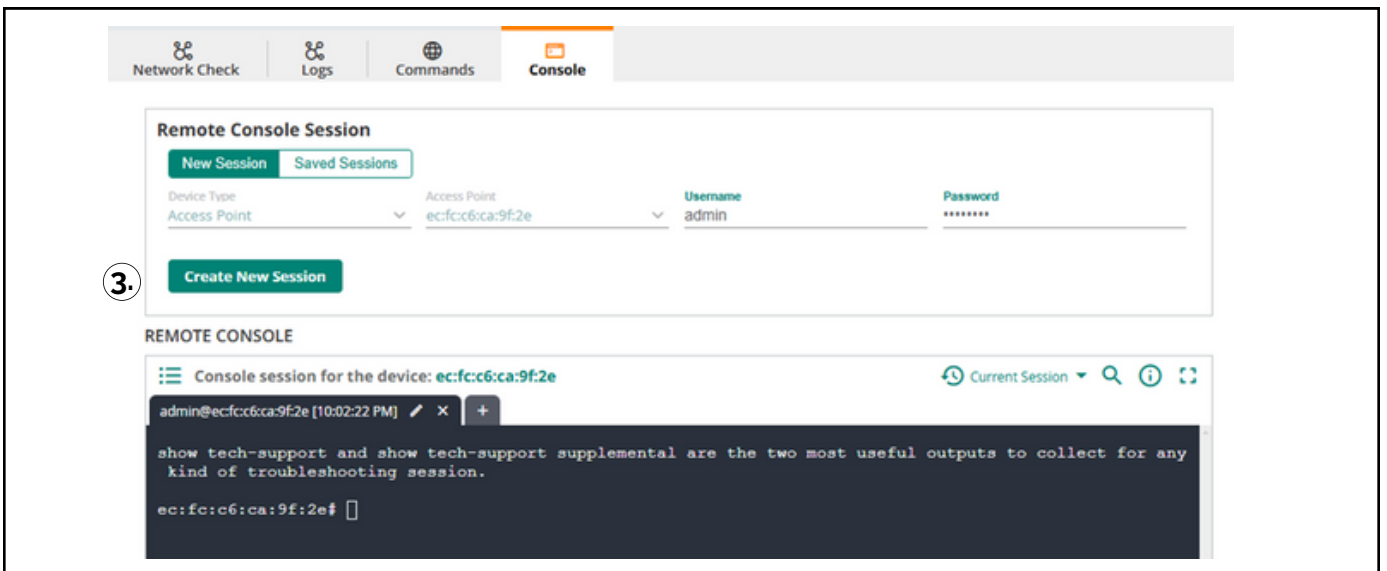 Network Check Logs Commands Console
Remote Console Session
New Session Saved Sessions
Device Type Access Point Username Password
Access Point ec:fc:c6:ca:9f:2e admin ********
3.
Create New Session
REMOTE CONSOLE
Console session for the device: ec:fc:c6:ca:9f:2e Current Session
admin@ec:fc:c6:ca:9f:2e [10:02:22 PM] × +
show tech-support and show tech-support supplemental are the two most useful outputs to collect for any
kind of troubleshooting session.
ec:fc:c6:ca:9f:2e#